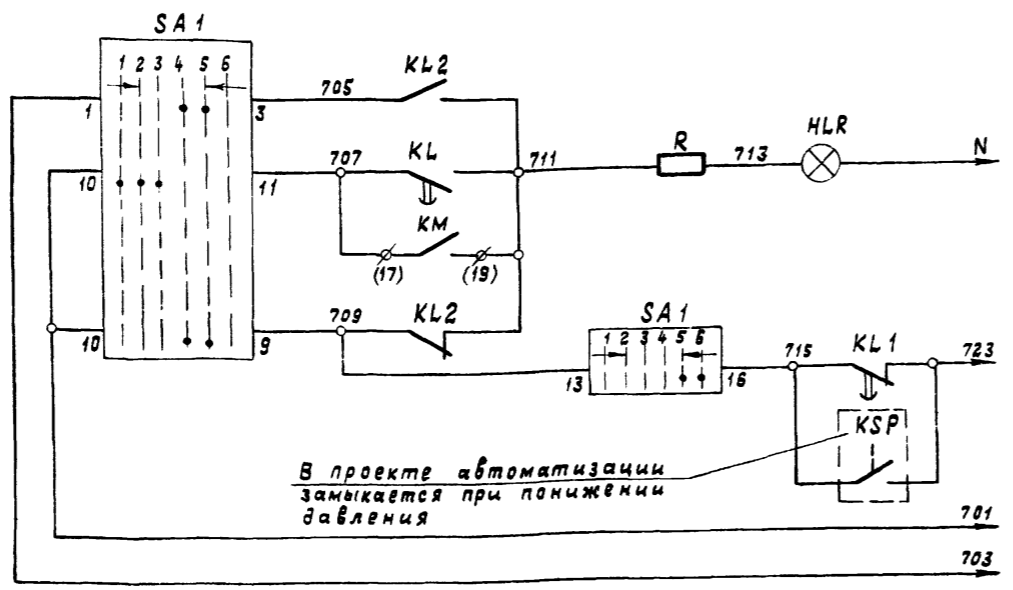 SA1
1 2 3 4 5 6
1
3
705
KL2
10
11
707
KL
711
R
713
HLR
N
KM
(17)
(19)
10
9
709
KL2
SA1
1 2 3 4 5 6
13
16
715
KL1
723
KSP
В проекте автоматизации
замыкается при понижении
давления
701
703